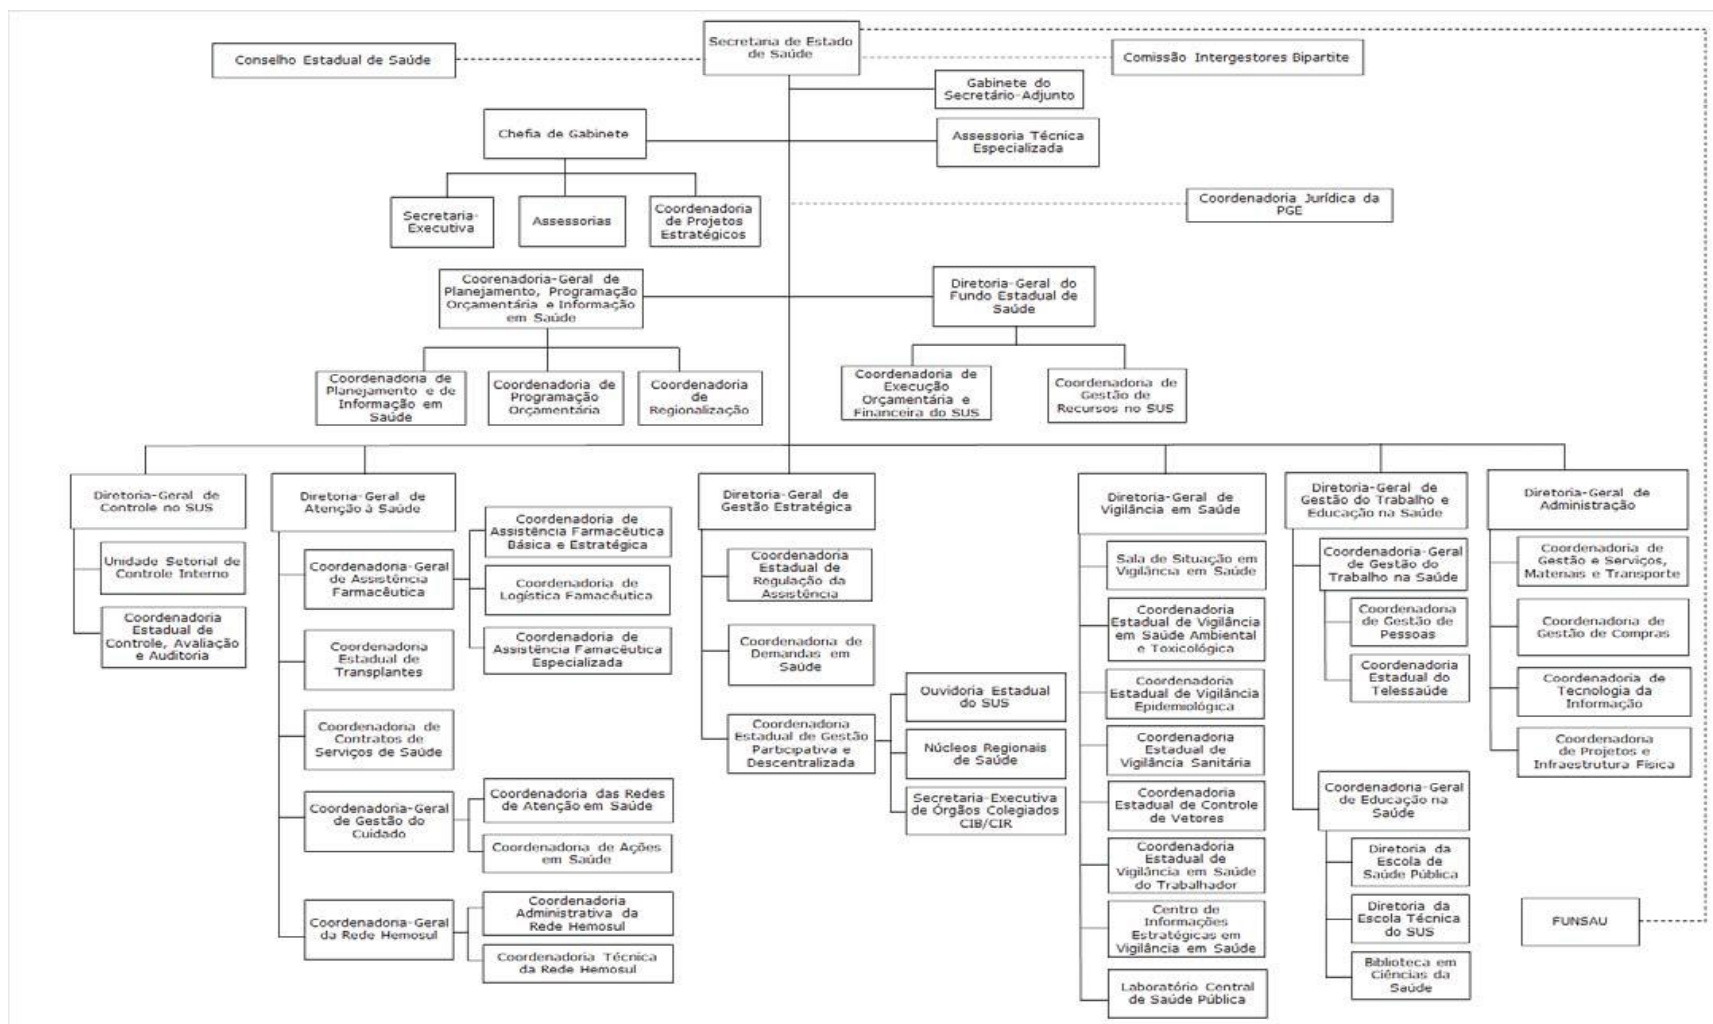 Secretaria de Estado
de Saúde
Conselho Estadual de Saúde
Comissão Intergestores Bipartite
Gabinete do
Secretário-Adjunto
Chefia de Gabinete
Assessoria Técnica
Especializada
Secretaria-
Executiva
Assessorias
Coordenadoria
de Projetos
Estratégicos
Coordenadoria Jurídica da
PGE
Coorenadoria-Geral de
Planejamento, Programação
Orçamentária e Informação
em Saúde
Diretoria-Geral do
Fundo Estadual de
Saúde
Coordenadoria de
Planejamento e de
Informação em
Saúde
Coordenadoria de
Programação
Orçamentária
Coordenadoria
de
Regionalização
Coordenadoria de
Execução
Orçamentária e
Financeira do SUS
Coordenadoria de
Gestão de
Recursos no SUS
Diretoria-Geral de
Controle no SUS
Unidade Setorial de
Controle Interno
Coordenadoria
Estadual de
Controle, Avaliação
e Auditoria
Diretoria-Geral de
Atenção à Saúde
Coordenadoria-Geral
de Assistência
Farmacêutica
Coordenadoria de
Assistência Farmacêutica
Básica e Estratégica
Coordenadoria de
Logística Famacêutica
Coordenadoria de
Assistência Famacêutica
Especializada
Coordenadoria
Estadual de
Transplantes
Coordenadoria de
Contratos de
Serviços de Saúde
Coordenadoria-Geral
de Gestão do
Cuidado
Coordenadoria das Redes
de Atenção em Saúde
Coordenadoria de Ações
em Saúde
Coordenadoria-Geral
da Rede Hemosul
Coordenadoria
Administrativa da
Rede Hemosul
Coordenadoria Técnica
da Rede Hemosul
Diretoria-Geral de
Gestão Estratégica
Coordenadoria
Estadual de
Regulação da
Assistência
Coordenadoria de
Demandas em
Saúde
Coordenadoria
Estadual de Gestão
Participativa e
Descentralizada
Ouvidoria Estadual
do SUS
Núcleos Regionais
de Saúde
Secretaria-Executiva
de Órgãos Colegiados
CIB/CIR
Diretoria-Geral de
Vigilância em Saúde
Sala de Situação em
Vigilância em Saúde
Coordenadoria
Estadual de Vigilância
em Saúde Ambiental
e Toxicológica
Coordenadoria
Estadual de Vigilância
Epidemiológica
Coordenadoria
Estadual de
Vigilância Sanitária
Coordenadoria
Estadual de Controle
de Vetores
Coordenadoria
Estadual de
Vigilância em Saúde
do Trabalhador
Centro de
Informações
Estratégicas em
Vigilância em Saúde
Laboratório Central
de Saúde Pública
Diretoria-Geral de
Gestão do Trabalho e
Educação na Saúde
Coordenadoria-Geral
de Gestão do
Trabalho na Saúde
Coordenadoria
de Gestão de
Pessoas
Coordenadoria
Estadual do
Telessaúde
Coordenadoria-Geral
de Educação na
Saúde
Diretoria da
Escola de
Saúde Pública
Diretoria da
Escola Técnica
do SUS
Biblioteca em
Ciências da
Saúde
Diretoria-Geral de
Administração
Coordenadoria de
Gestão e Serviços,
Materiais e Transporte
Coordenadoria de
Gestão de Compras
Coordenadoria de
Tecnologia da
Informação
Coordenadoria
de Projetos e
Infraestrutura Física
FUNSAU